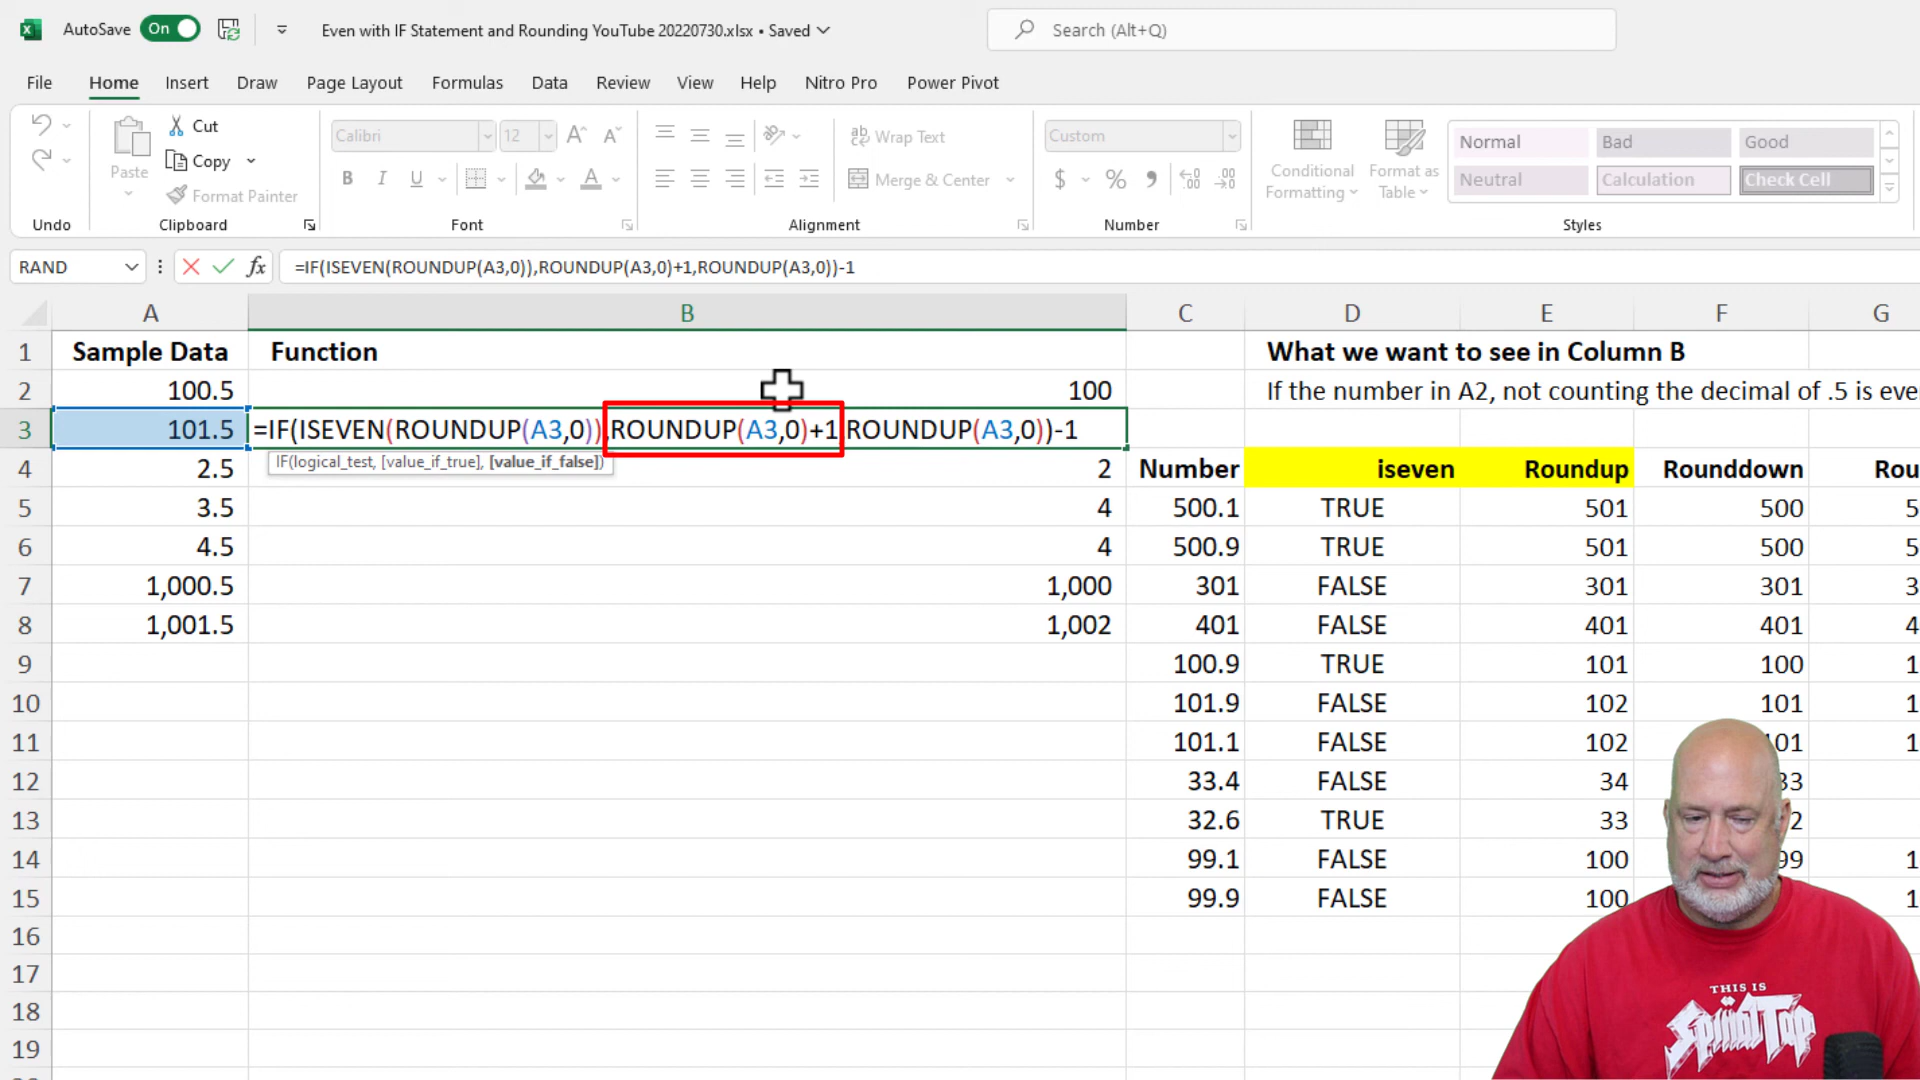 AutoSave On Even with IF Statement and Rounding YouTube 20220730.xlsx • Saved Search (Alt+Q)
File Home Insert Draw Page Layout Formulas Data Review View Help Nitro Pro Power Pivot
Cut
Copy
Format Painter
Paste
Calibri 12
B I U
Wrap Text
Merge & Center
Custom
$ %
Conditional Formatting
Format as Table
Normal Bad Good
Neutral Calculation Check Cell
Undo Clipboard Font Alignment Number Styles
RAND fx =IF(ISEVEN(ROUNDUP(A3,0)),ROUNDUP(A3,0)+1,ROUNDUP(A3,0))-1
A B C D E F G
1 Sample Data Function What we want to see in Column B
2 100.5 100 If the number in A2, not counting the decimal of .5 is eve
3 101.5 =IF(ISEVEN(ROUNDUP(A3,0)),ROUNDUP(A3,0)+1,ROUNDUP(A3,0))-1
IF(logical_test, [value_if_true], [value_if_false])
4 2.5 2 Number iseven Roundup Rounddown Rou
5 3.5 4 500.1 TRUE 501 500 5
6 4.5 4 500.9 TRUE 501 500 5
7 1,000.5 1,000 301 FALSE 301 301 3
8 1,001.5 1,002 401 FALSE 401 401 4
9 100.9 TRUE 101 100 1
10 101.9 FALSE 102 101 1
11 101.1 FALSE 102 101 1
12 33.4 FALSE 34 33
13 32.6 TRUE 33 2
14 99.1 FALSE 100 99 1
15 99.9 FALSE 100 1
16
17
18
19
THIS IS
Spın̈al Tap